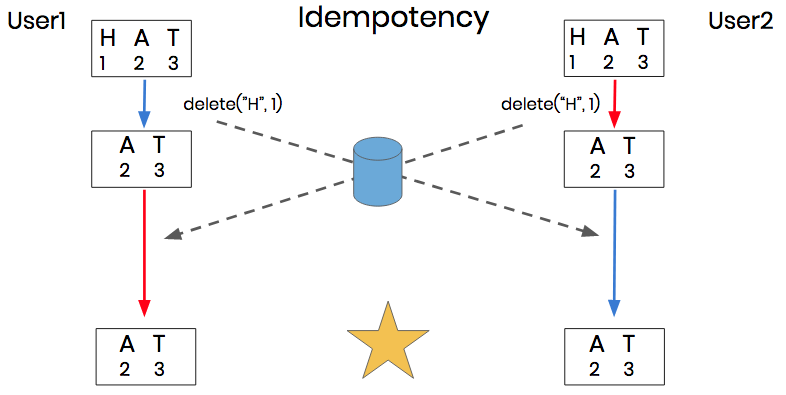 User1
Idempotency
User2
H A T
1 2 3
H A T
1 2 3
delete("H", 1)
delete("H", 1)
A T
2 3
A T
2 3
A T
2 3
A T
2 3